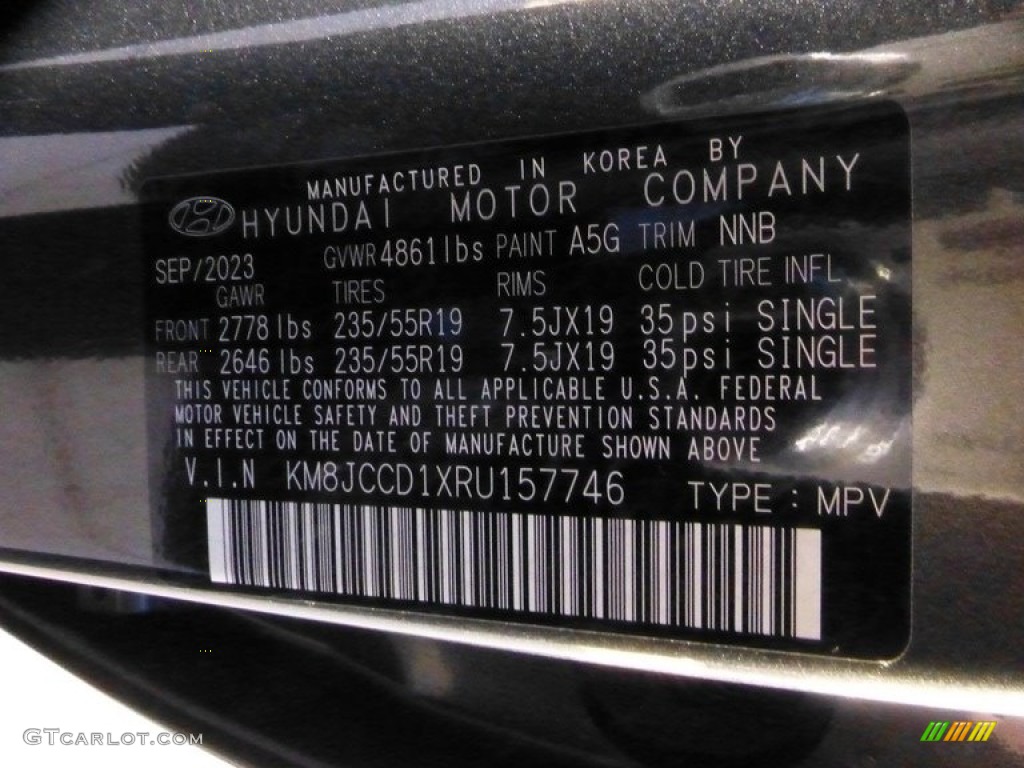 MANUFACTURED IN KOREA BY
HYUNDAI MOTOR COMPANY
SEP/2023 GVWR 4861 lbs PAINT A5G TRIM NNB
GAWR TIRES RIMS COLD TIRE INFL
FRONT 2778 lbs 235/55R19 7.5JX19 35psi SINGLE
REAR 2646 lbs 235/55R19 7.5JX19 35psi SINGLE
THIS VEHICLE CONFORMS TO ALL APPLICABLE U.S.A. FEDERAL
MOTOR VEHICLE SAFETY AND THEFT PREVENTION STANDARDS
IN EFFECT ON THE DATE OF MANUFACTURE SHOWN ABOVE
V.I.N KM8JCCD1XRU157746 TYPE : MPV
GTCARLOT.COM